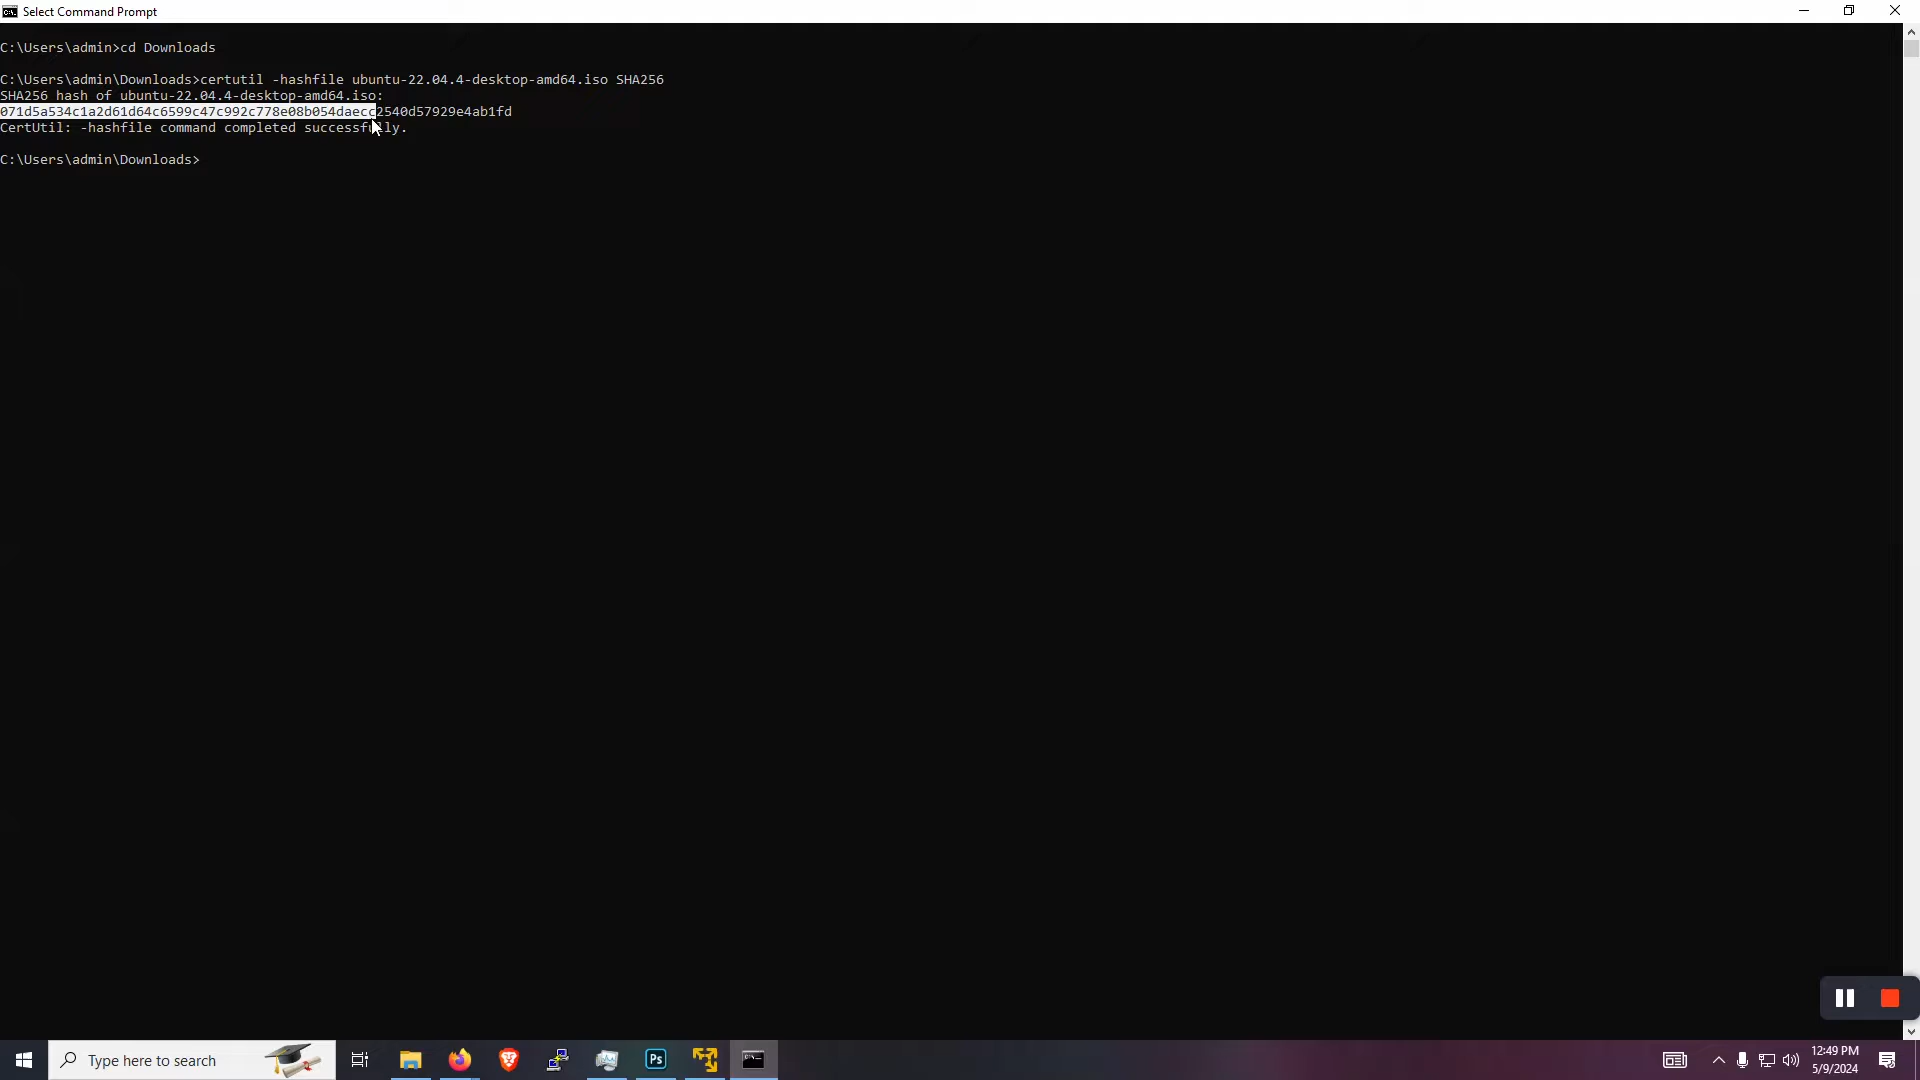 Select Command Prompt
C:\Users\admin>cd Downloads
C:\Users\admin\Downloads>certutil -hashfile ubuntu-22.04.4-desktop-amd64.iso SHA256
SHA256 hash of ubuntu-22.04.4-desktop-amd64.iso:
071d5a534c1a2d61d64c6599c47c992c778e08b054daecc2540d57929e4ab1fd
CertUtil: -hashfile command completed successfully.
C:\Users\admin\Downloads>
Type here to search
Ps
12:49 PM
5/9/2024